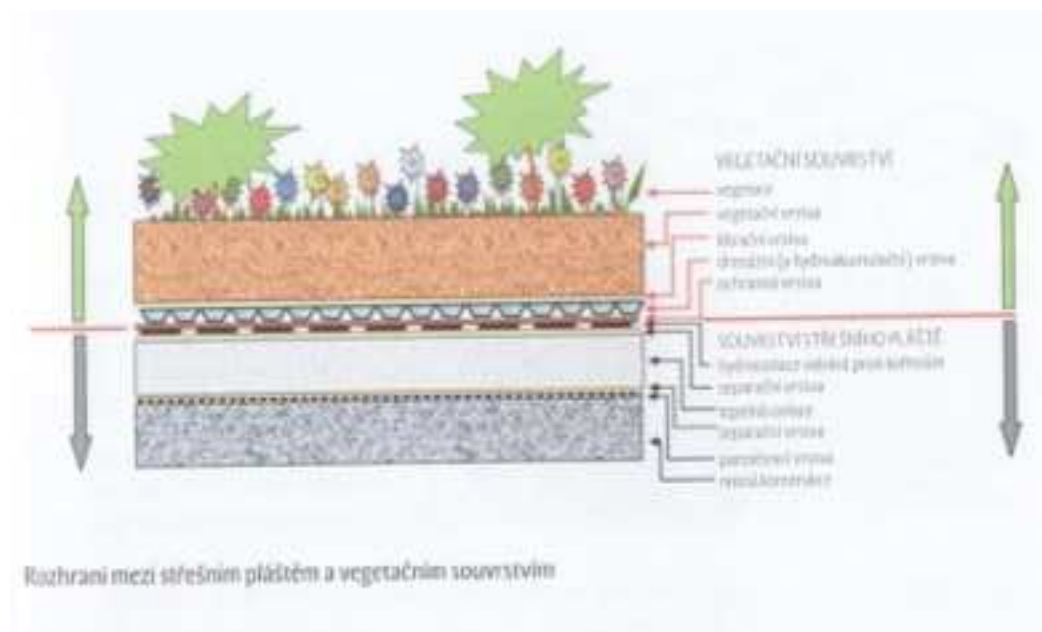 VEGETAČNÍ SOUVRSTVÍ
vegetace
vegetační vrstva
filtrační vrstva
drenážní (a hydroakumulační) vrstva
ochranná vrstva
SOUVRSTVÍ STŘEŠNÍHO PLÁŠTĚ
hydroizolace odolná proti kořenům
separační vrstva
tepelná izolace
separační vrstva
parotěsná vrstva
nosná konstrukce
Rozhraní mezi střešním pláštěm a vegetačním souvrstvím